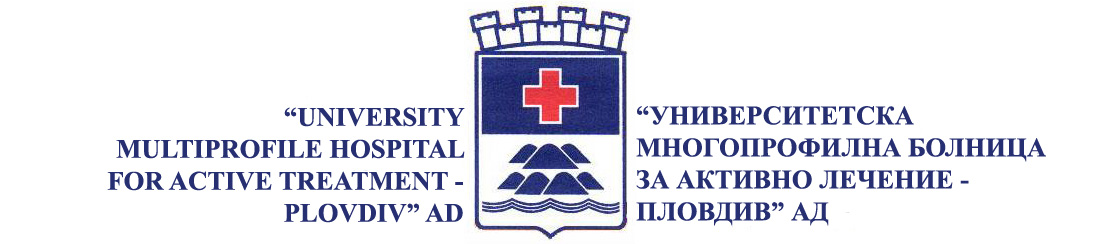 “UNIVERSITY
MULTIPROFILE HOSPITAL
FOR ACTIVE TREATMENT -
PLOVDIV” AD
“УНИВЕРСИТЕТСКА
МНОГОПРОФИЛНА БОЛНИЦА
ЗА АКТИВНО ЛЕЧЕНИЕ -
ПЛОВДИВ” АД